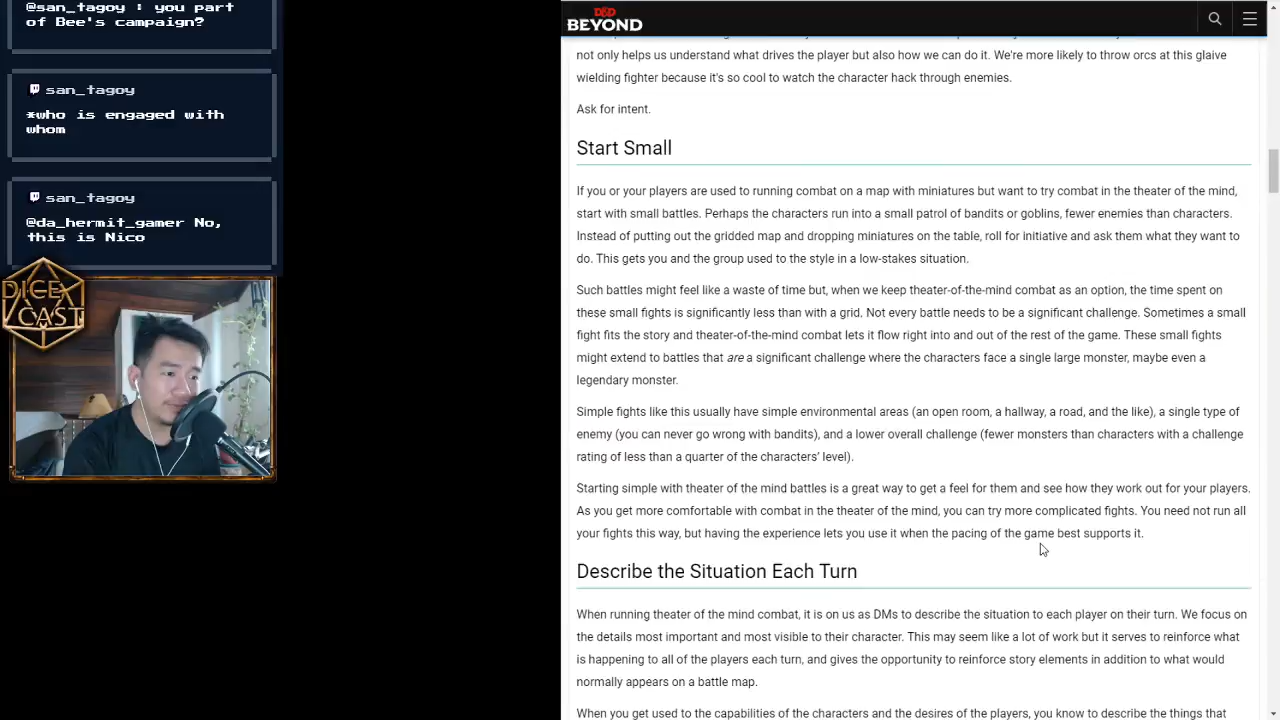 @san_tagoy : you part
of Bee's campaign?
san_tagoy
*who is engaged with
whom
san_tagoy
@da_hermit_gamer No,
this is Nico
DICE
CAST
D&D
BEYOND
not only helps us understand what drives the player but also how we can do it. We're more likely to throw orcs at this glaive
wielding fighter because it's so cool to watch the character hack through enemies.
Ask for intent.
Start Small
If you or your players are used to running combat on a map with miniatures but want to try combat in the theater of the mind,
start with small battles. Perhaps the characters run into a small patrol of bandits or goblins, fewer enemies than characters.
Instead of putting out the gridded map and dropping miniatures on the table, roll for initiative and ask them what they want to
do. This gets you and the group used to the style in a low-stakes situation.
Such battles might feel like a waste of time but, when we keep theater-of-the-mind combat as an option, the time spent on
these small fights is significantly less than with a grid. Not every battle needs to be a significant challenge. Sometimes a small
fight fits the story and theater-of-the-mind combat lets it flow right into and out of the rest of the game. These small fights
might extend to battles that are a significant challenge where the characters face a single large monster, maybe even a
legendary monster.
Simple fights like this usually have simple environmental areas (an open room, a hallway, a road, and the like), a single type of
enemy (you can never go wrong with bandits), and a lower overall challenge (fewer monsters than characters with a challenge
rating of less than a quarter of the characters' level).
Starting simple with theater of the mind battles is a great way to get a feel for them and see how they work out for your players.
As you get more comfortable with combat in the theater of the mind, you can try more complicated fights. You need not run all
your fights this way, but having the experience lets you use it when the pacing of the game best supports it.
Describe the Situation Each Turn
When running theater of the mind combat, it is on us as DMs to describe the situation to each player on their turn. We focus on
the details most important and most visible to their character. This may seem like a lot of work but it serves to reinforce what
is happening to all of the players each turn, and gives the opportunity to reinforce story elements in addition to what would
normally appears on a battle map.
When you get used to the capabilities of the characters and the desires of the players, you know to describe the things that